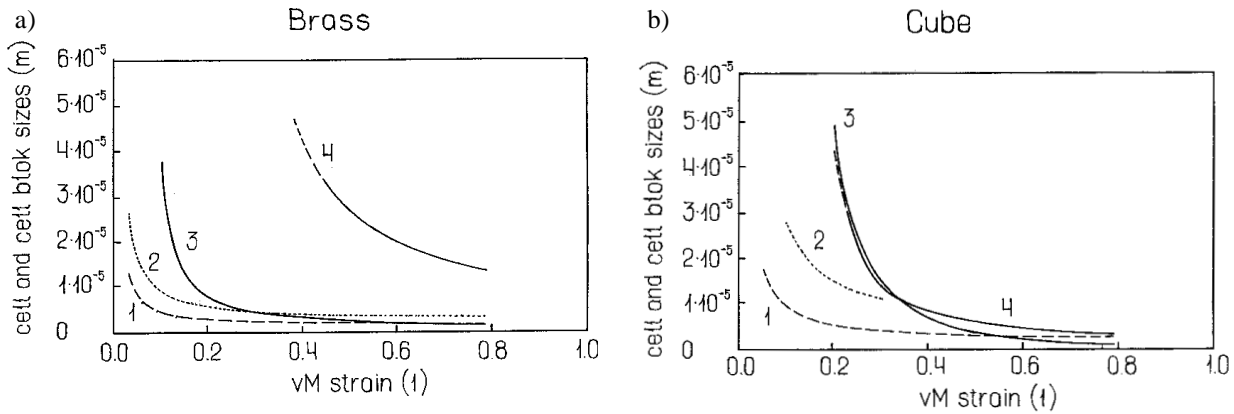 a)
Brass
cell and cell blok sizes (m)
6·10⁻⁵
5·10⁻⁵
4·10⁻⁵
3·10⁻⁵
2·10⁻⁵
1·10⁻⁵
0
1
2
3
4
0.0 0.2 0.4 0.6 0.8 1.0
vM strain (1)
b)
Cube
cell and cell blok sizes (m)
6·10⁻⁵
5·10⁻⁵
4·10⁻⁵
3·10⁻⁵
2·10⁻⁵
1·10⁻⁵
0
1
2
3
4
0.0 0.2 0.4 0.6 0.8 1.0
vM strain (1)